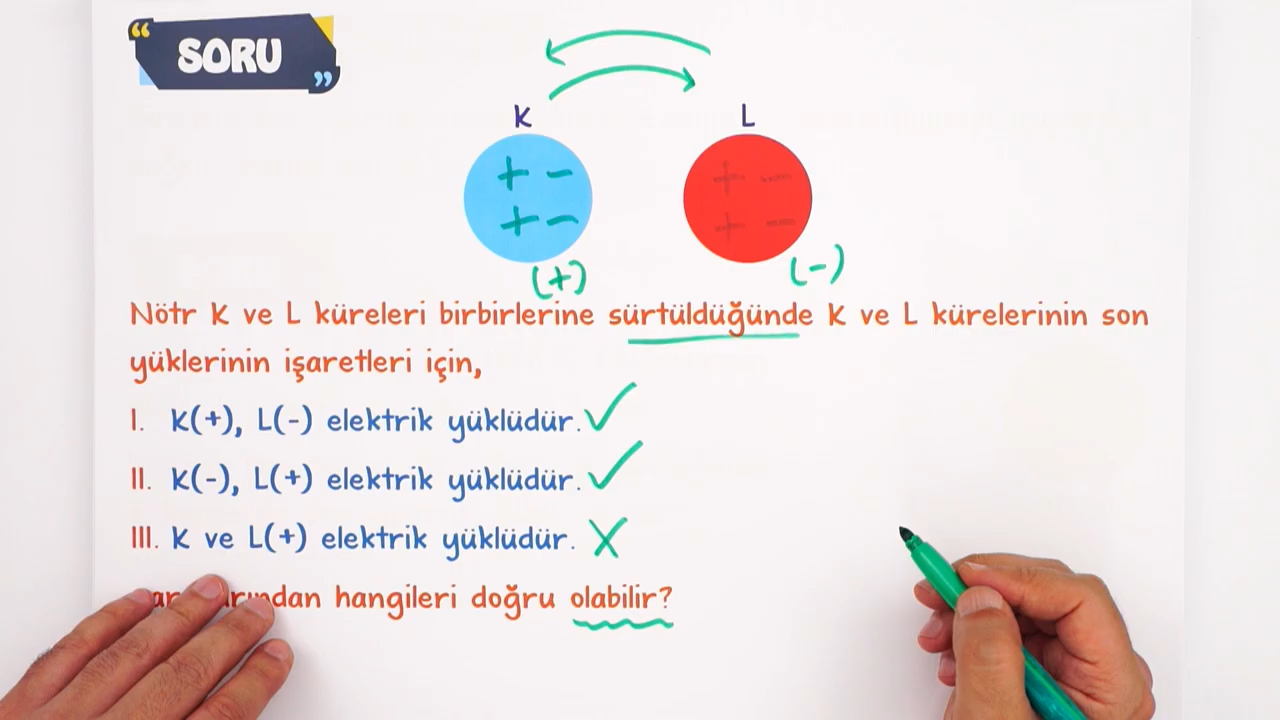 “ SORU ”
K L
+ - + -
+ - + -
(+) (-)
Nötr K ve L küreleri birbirlerine sürtüldüğünde K ve L kürelerinin son
yüklerinin işaretleri için,
I. K(+), L(-) elektrik yüklüdür. ✓
II. K(-), L(+) elektrik yüklüdür. ✓
III. K ve L(+) elektrik yüklüdür. X
hangileri doğru olabilir?